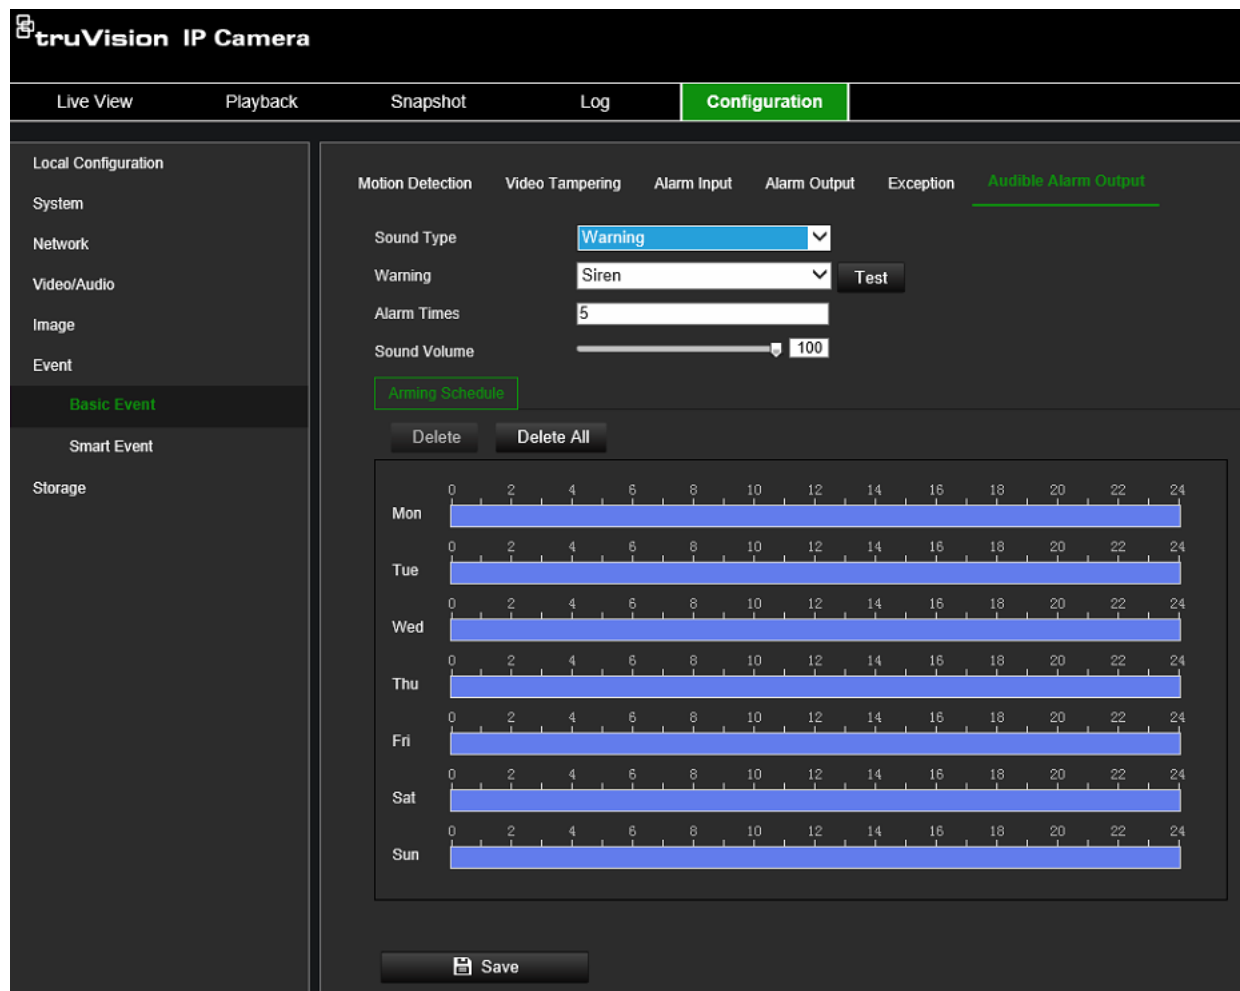 truVision IP Camera
Live View Playback Snapshot Log Configuration
Local Configuration
System
Network
Video/Audio
Image
Event
Basic Event
Smart Event
Storage
Motion Detection Video Tampering Alarm Input Alarm Output Exception Audible Alarm Output
Sound Type Warning
Warning Siren Test
Alarm Times 5
Sound Volume 100
Arming Schedule
Delete Delete All
0 2 4 6 8 10 12 14 16 18 20 22 24
Mon
0 2 4 6 8 10 12 14 16 18 20 22 24
Tue
0 2 4 6 8 10 12 14 16 18 20 22 24
Wed
0 2 4 6 8 10 12 14 16 18 20 22 24
Thu
0 2 4 6 8 10 12 14 16 18 20 22 24
Fri
0 2 4 6 8 10 12 14 16 18 20 22 24
Sat
0 2 4 6 8 10 12 14 16 18 20 22 24
Sun
Save